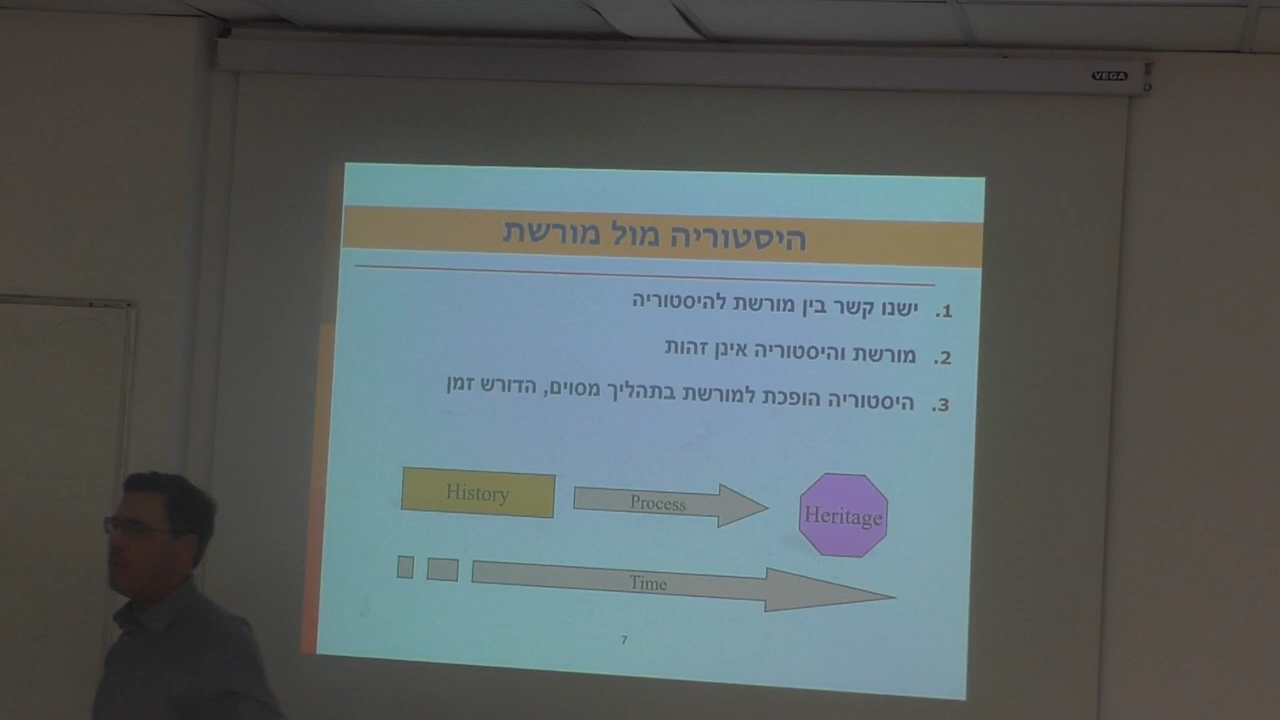 VEGA
היסטוריה מול מורשת
1. ישנו קשר בין מורשת להיסטוריה
2. מורשת והיסטוריה אינן זהות
3. היסטוריה הופכת למורשת בתהליך מסוים, הדורש זמן
History
Process
Heritage
Time
7